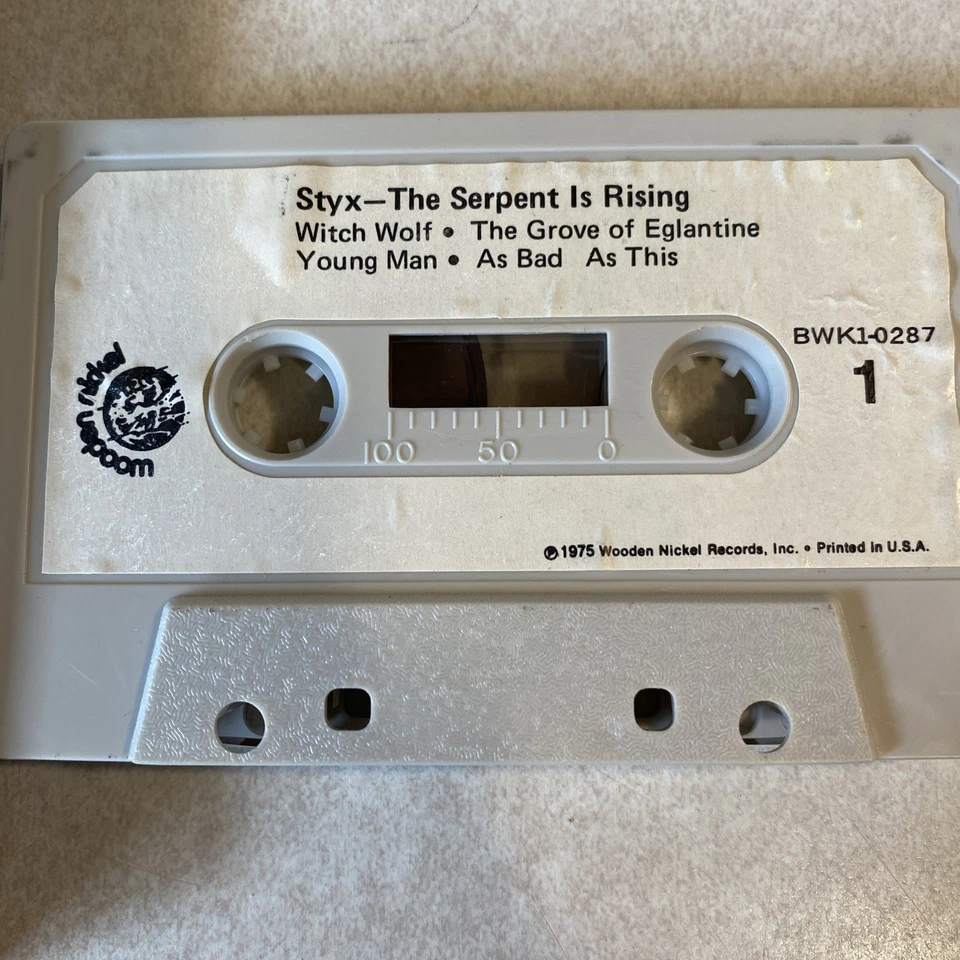 Styx—The Serpent Is Rising
Witch Wolf • The Grove of Eglantine
Young Man • As Bad As This
BWK1-0287
1
wooden nickel
100 50 0
℗ 1975 Wooden Nickel Records, Inc. • Printed in U.S.A.